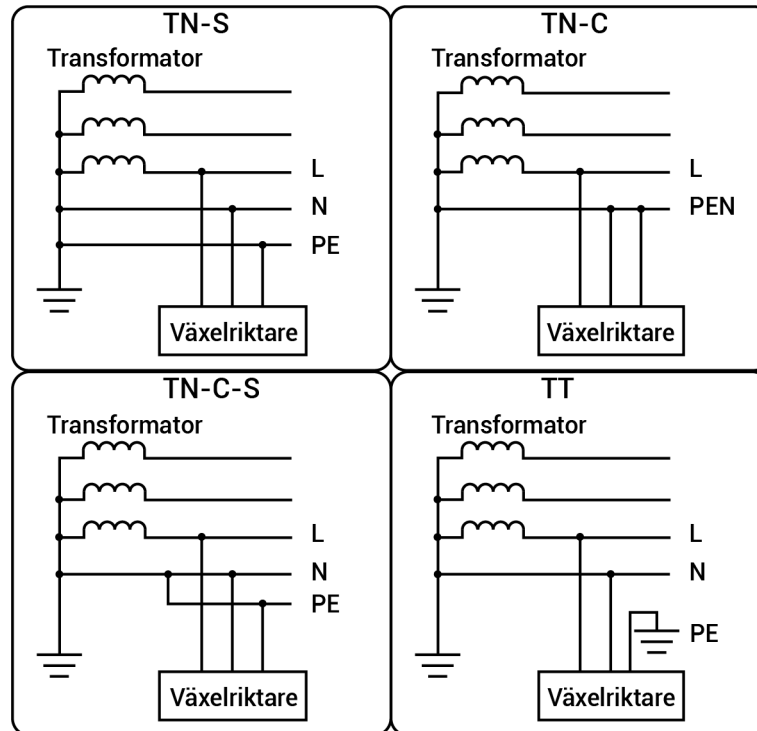 TN-S
Transformator
L
N
PE
Växelriktare
TN-C
Transformator
L
PEN
Växelriktare
TN-C-S
Transformator
L
N
PE
Växelriktare
TT
Transformator
L
N
PE
Växelriktare